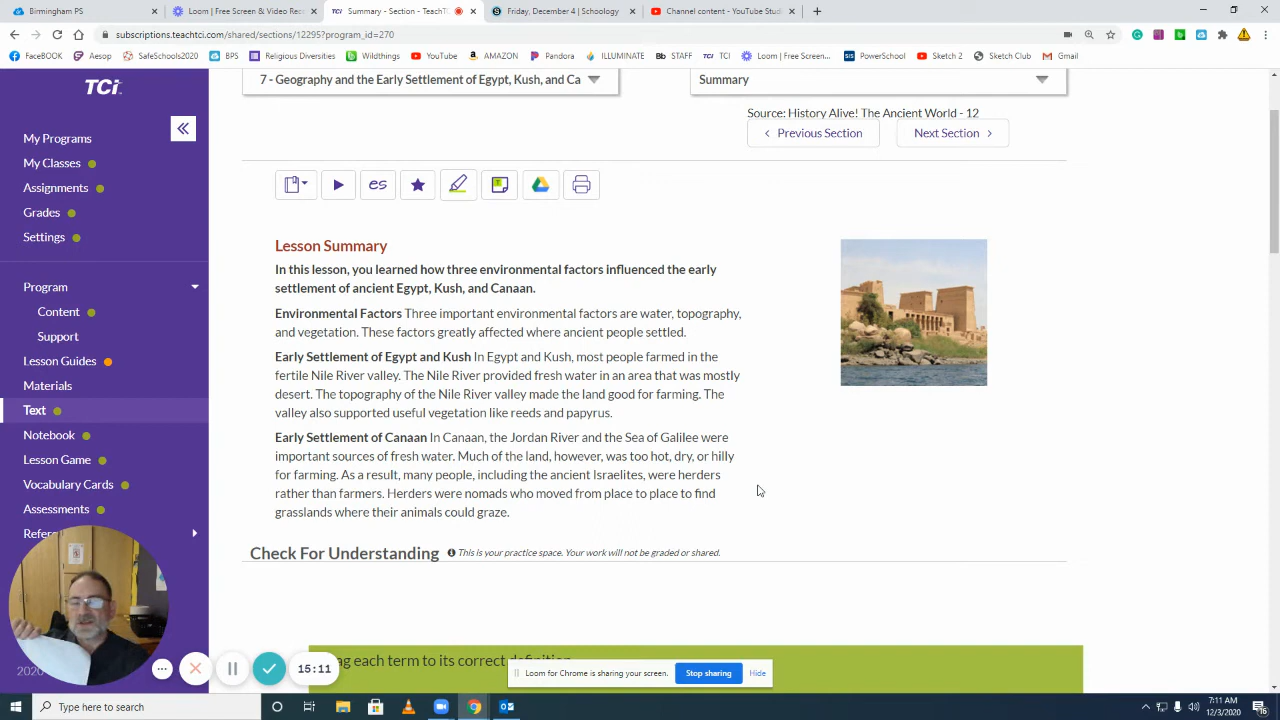 Birmingham PS
Loom | Free Screen & Video Rec
TCi Summary - Section - TeachT
Friday, December 4 | Schoology
Channel content - YouTube Stud
subscriptions.teachtci.com/shared/sections/12295?program_id=270
FaceBOOK
Aesop
SafeSchools2020
BPS
Religious Diversities
Wildthings
YouTube
AMAZON
Pandora
ILLUMINATE
Bb STAFF
TCI TCI
Loom | Free Screen...
SIS PowerSchool
Sketch 2
Sketch Club
Gmail
TCi
My Programs
My Classes
Assignments
Grades
Settings
Program
Content
Support
Lesson Guides
Materials
Text
Notebook
Lesson Game
Vocabulary Cards
Assessments
Refere
2020
7 - Geography and the Early Settlement of Egypt, Kush, and Ca
Summary
Source: History Alive! The Ancient World - 12
Previous Section
Next Section
es
Lesson Summary
In this lesson, you learned how three environmental factors influenced the early
settlement of ancient Egypt, Kush, and Canaan.
Environmental Factors Three important environmental factors are water, topography,
and vegetation. These factors greatly affected where ancient people settled.
Early Settlement of Egypt and Kush In Egypt and Kush, most people farmed in the
fertile Nile River valley. The Nile River provided fresh water in an area that was mostly
desert. The topography of the Nile River valley made the land good for farming. The
valley also supported useful vegetation like reeds and papyrus.
Early Settlement of Canaan In Canaan, the Jordan River and the Sea of Galilee were
important sources of fresh water. Much of the land, however, was too hot, dry, or hilly
for farming. As a result, many people, including the ancient Israelites, were herders
rather than farmers. Herders were nomads who moved from place to place to find
grasslands where their animals could graze.
Check For Understanding This is your practice space. Your work will not be graded or shared.
ag each term to its correct definition
15:11
Loom for Chrome is sharing your screen.
Stop sharing
Hide
Type here to search
7:11 AM
12/3/2020